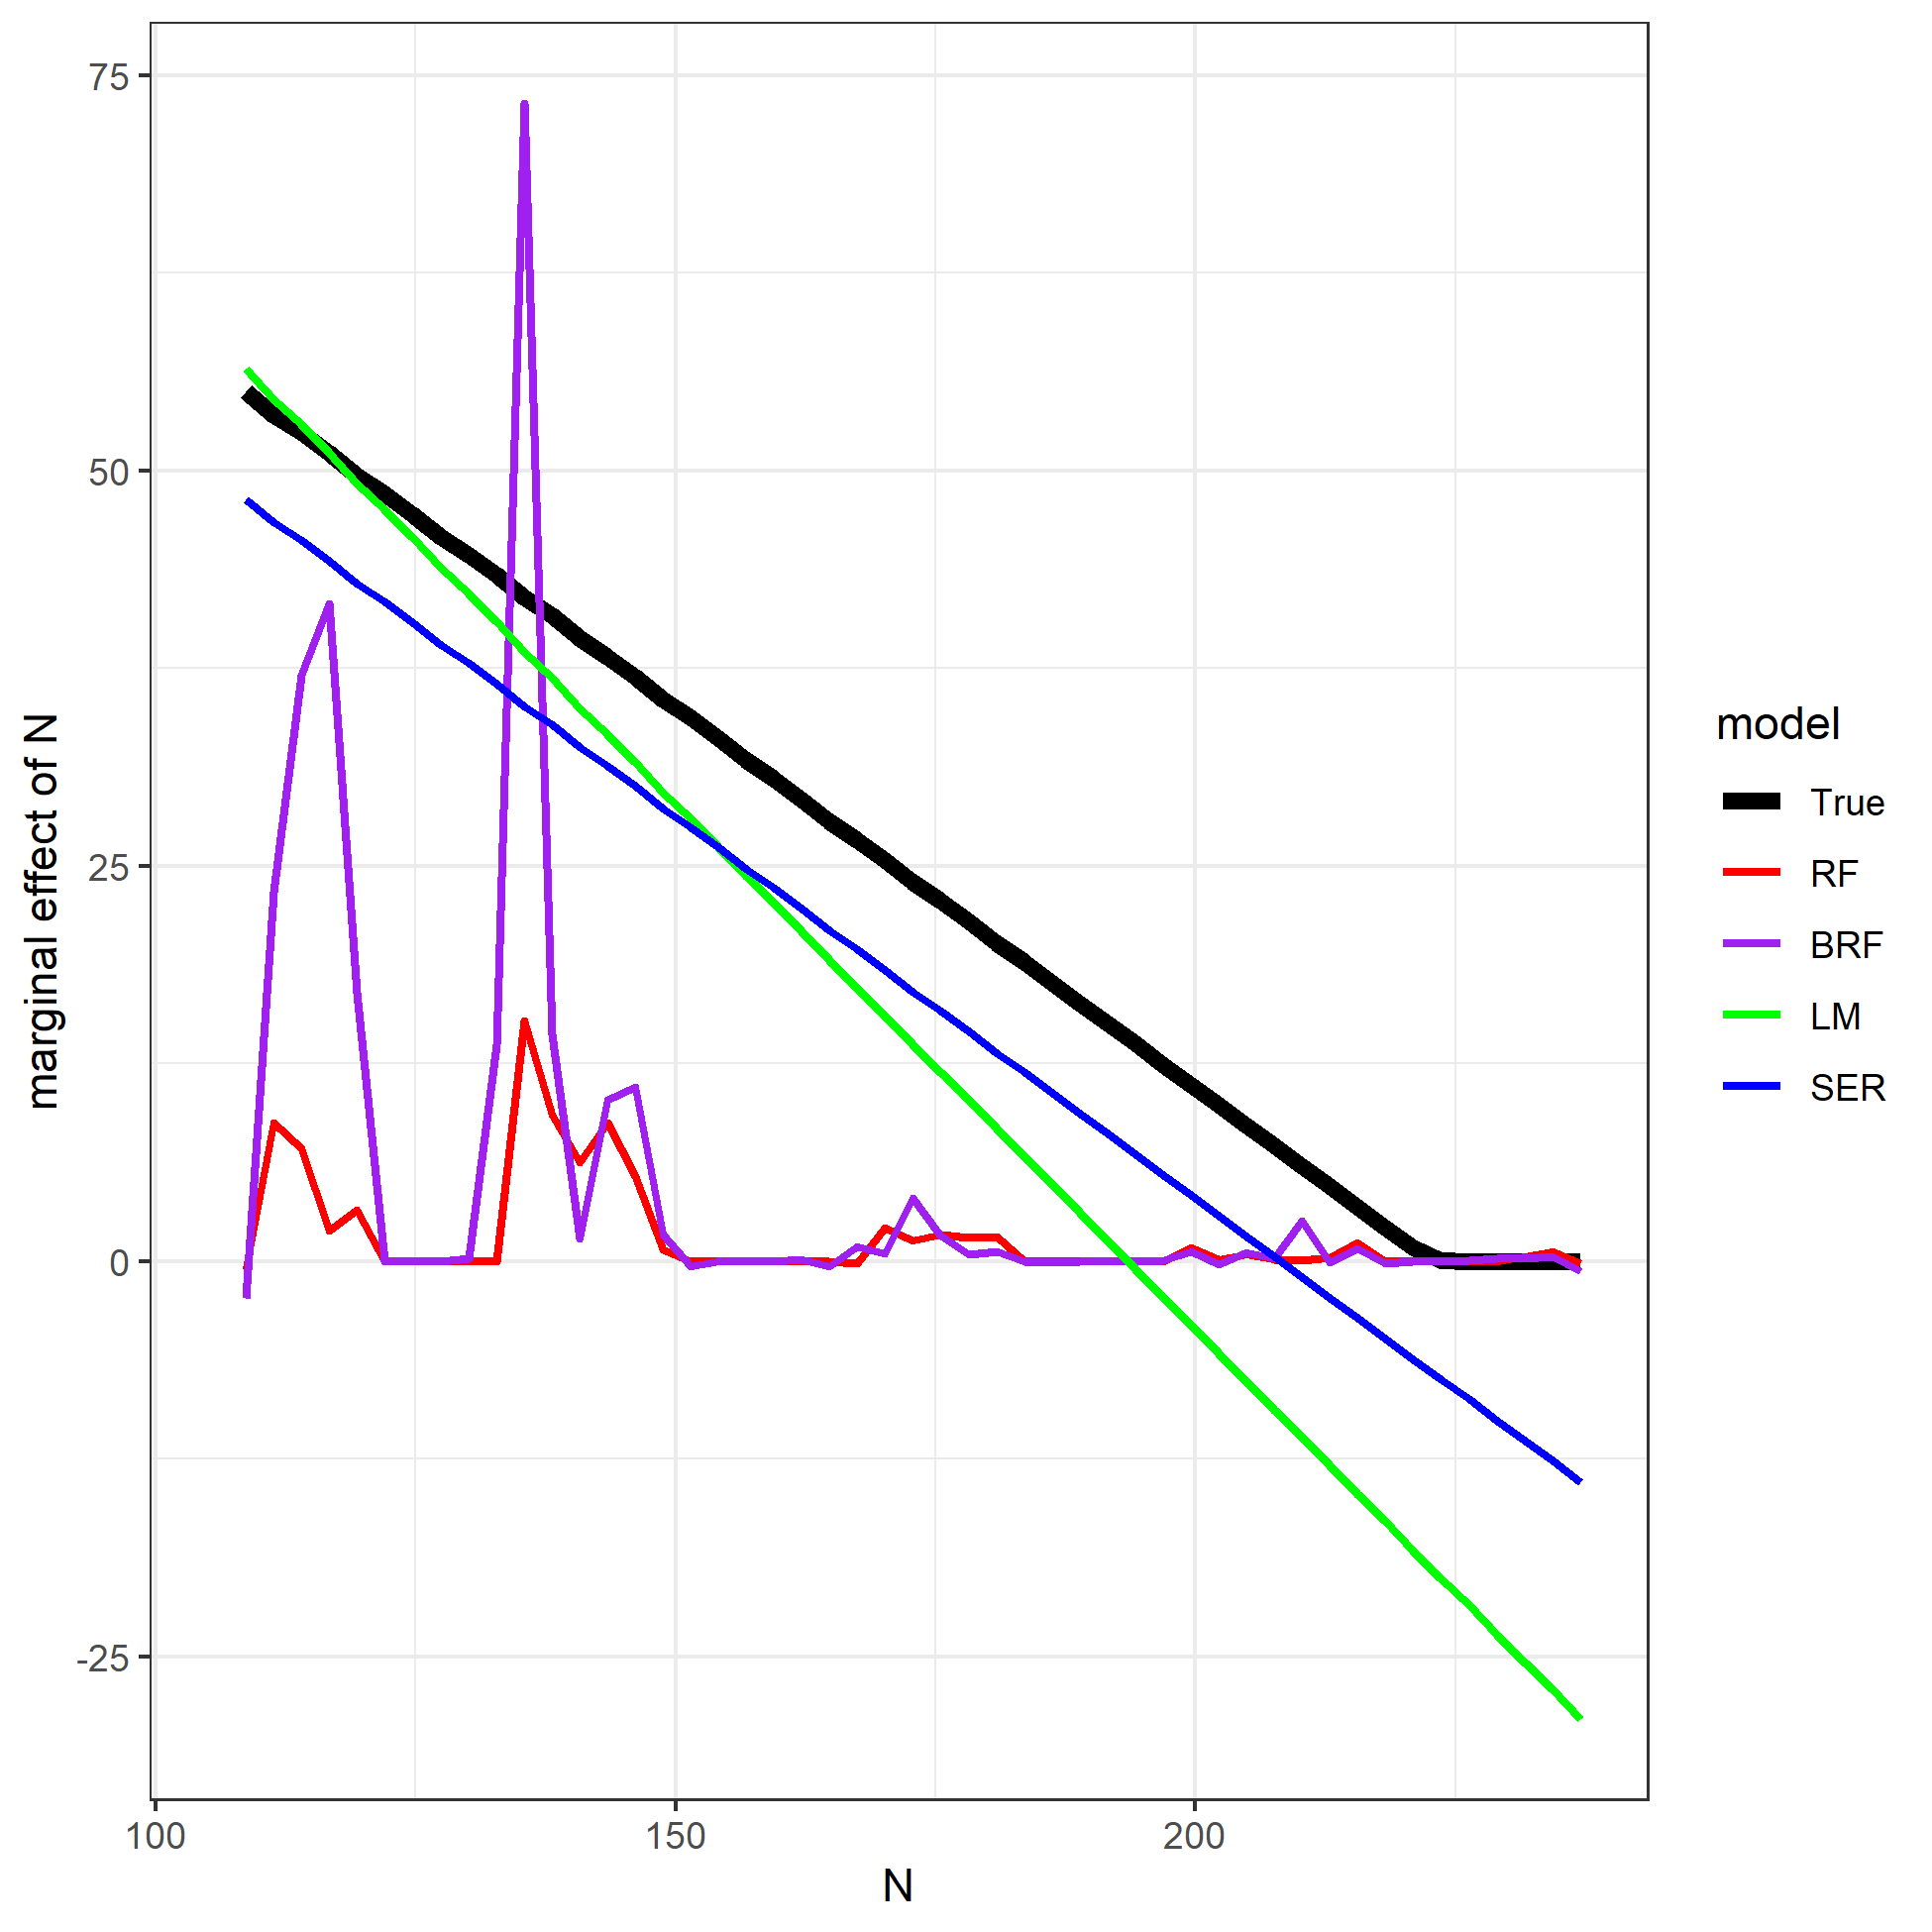 75
50
25
0
-25
marginal effect of N
100
150
200
N
model
True
RF
BRF
LM
SER